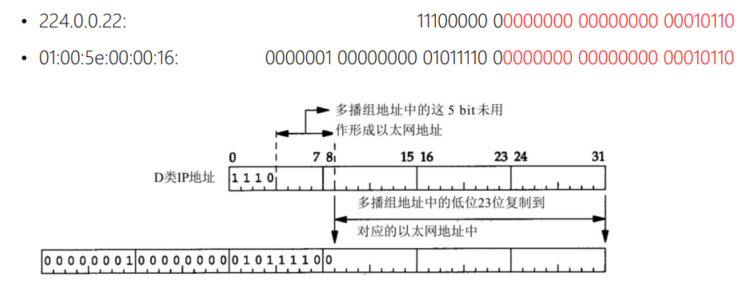 • 224.0.0.22: 11100000 00000000 00000000 00010110
• 01:00:5e:00:00:16: 0000001 00000000 01011110 00000000 00000000 00010110
多播组地址中的这 5 bit未用
作形成以太网地址
0 7 8 15 16 23 24 31
D类IP地址 1 1 1 0
多播组地址中的低位23位复制到
对应的以太网地址中
0 0 0 0 0 0 0 1 0 0 0 0 0 0 0 0 0 1 0 1 1 1 1 0 0